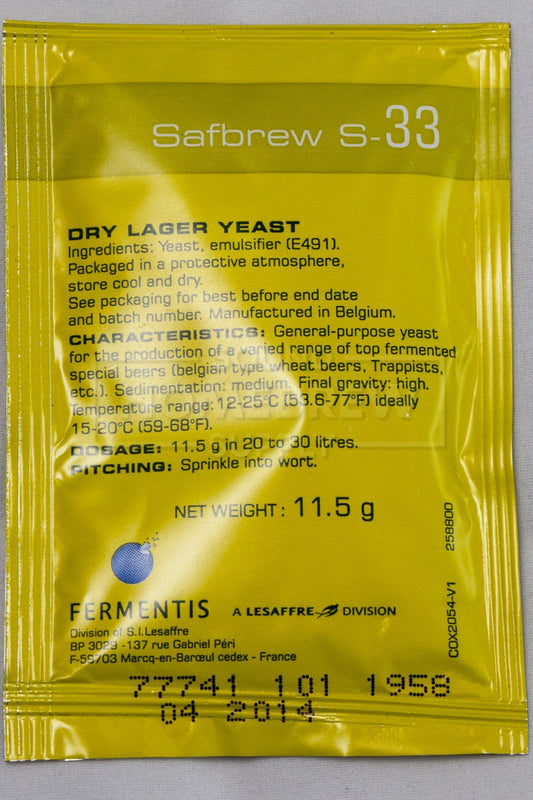 Safbrew S-33
DRY LAGER YEAST
Ingredients: Yeast, emulsifier (E491).
Packaged in a protective atmosphere,
store cool and dry.
See packaging for best before end date
and batch number. Manufactured in Belgium.
CHARACTERISTICS: General-purpose yeast
for the production of a varied range of top fermented
special beers (belgian type wheat beers, Trappists,
etc.). Sedimentation: medium. Final gravity: high.
Temperature range: 12-25°C (53.6-77°F) ideally
15-20°C (59-68°F).
DOSAGE: 11.5 g in 20 to 30 litres.
PITCHING: Sprinkle into wort.
NET WEIGHT: 11.5 g
FERMENTIS A LESAFFRE DIVISION
Division of S.I.Lesaffre
BP 3029 -137 rue Gabriel Péri
F-59703 Marcq-en-Barœul cedex - France
COX2054-V1 258800
77741 101 1958
04 2014